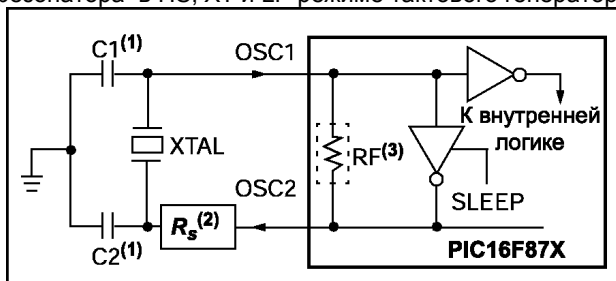 резонатора в HS, XT и LP режиме тактового генератор
C1(1)
OSC1
К внутренней
логике
XTAL
RF(3)
OSC2
SLEEP
Rs(2)
C2(1)
PIC16F87X